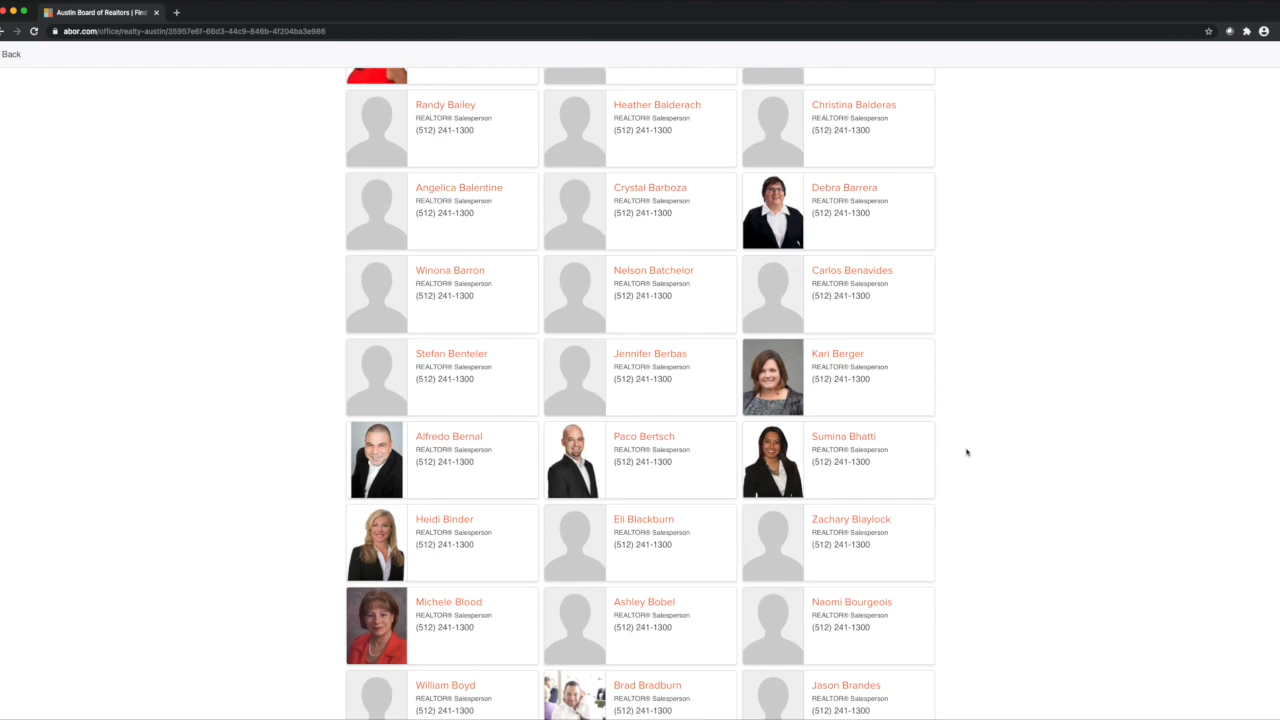 Austin Board of Realtors | Find
abor.com/office/realty-austin/35957e6f-66d3-44c9-846b-4f204ba3e986
Back
Randy Bailey
REALTOR® Salesperson
(512) 241-1300
Heather Balderach
REALTOR® Salesperson
(512) 241-1300
Christina Balderas
REALTOR® Salesperson
(512) 241-1300
Angelica Balentine
REALTOR® Salesperson
(512) 241-1300
Crystal Barboza
REALTOR® Salesperson
(512) 241-1300
Debra Barrera
REALTOR® Salesperson
(512) 241-1300
Winona Barron
REALTOR® Salesperson
(512) 241-1300
Nelson Batchelor
REALTOR® Salesperson
(512) 241-1300
Carlos Benavides
REALTOR® Salesperson
(512) 241-1300
Stefan Benteler
REALTOR® Salesperson
(512) 241-1300
Jennifer Berbas
REALTOR® Salesperson
(512) 241-1300
Kari Berger
REALTOR® Salesperson
(512) 241-1300
Alfredo Bernal
REALTOR® Salesperson
(512) 241-1300
Paco Bertsch
REALTOR® Salesperson
(512) 241-1300
Sumina Bhatti
REALTOR® Salesperson
(512) 241-1300
Heidi Binder
REALTOR® Salesperson
(512) 241-1300
Eli Blackburn
REALTOR® Salesperson
(512) 241-1300
Zachary Blaylock
REALTOR® Salesperson
(512) 241-1300
Michele Blood
REALTOR® Salesperson
(512) 241-1300
Ashley Bobel
REALTOR® Salesperson
(512) 241-1300
Naomi Bourgeois
REALTOR® Salesperson
(512) 241-1300
William Boyd
REALTOR® Salesperson
(512) 241-1300
Brad Bradburn
REALTOR® Salesperson
(512) 241-1300
Jason Brandes
REALTOR® Salesperson
(512) 241-1300